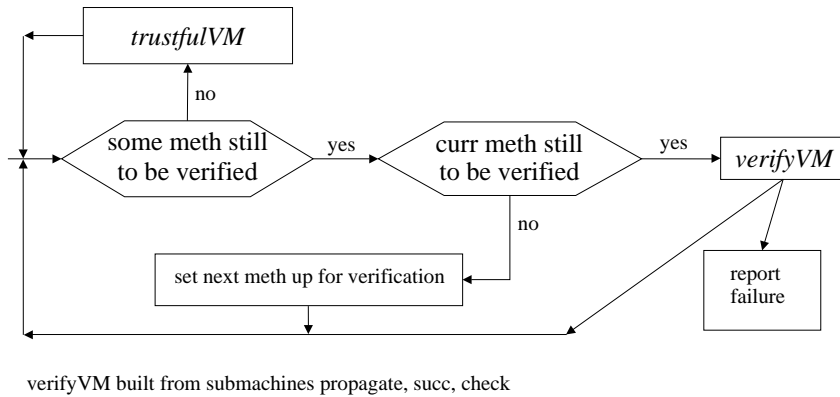 trustfulVM
no
some meth still
to be verified
yes
curr meth still
to be verified
yes
verifyVM
no
set next meth up for verification
report
failure
verifyVM built from submachines propagate, succ, check